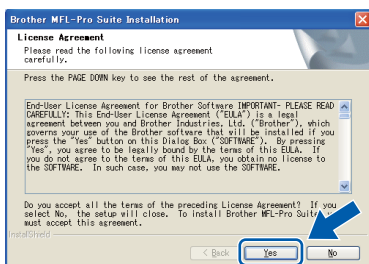 Brother MFL-Pro Suite Installation
License Agreement
Please read the following license agreement
carefully.
Press the PAGE DOWN key to see the rest of the agreement.
End-User License Agreement for Brother Software IMPORTANT- PLEASE READ
CAREFULLY: This End-User License Agreement ("EULA") is a legal
agreement between you and Brother Industries, Ltd. ("Brother"), which
governs your use of the Brother software that will be installed if you
press the "Yes" button on this Dialog Box ("SOFTWARE"). By pressing
"Yes", you agree to be legally bound by the terms of this EULA. If
you do not agree to the terms of this EULA, you obtain no license to
the SOFTWARE. In such case, you may not use the SOFTWARE.
Do you accept all the terms of the preceding License Agreement? If you
select No, the setup will close. To install Brother MFL-Pro Suite, you
must accept this agreement.
InstallShield
< Back Yes No